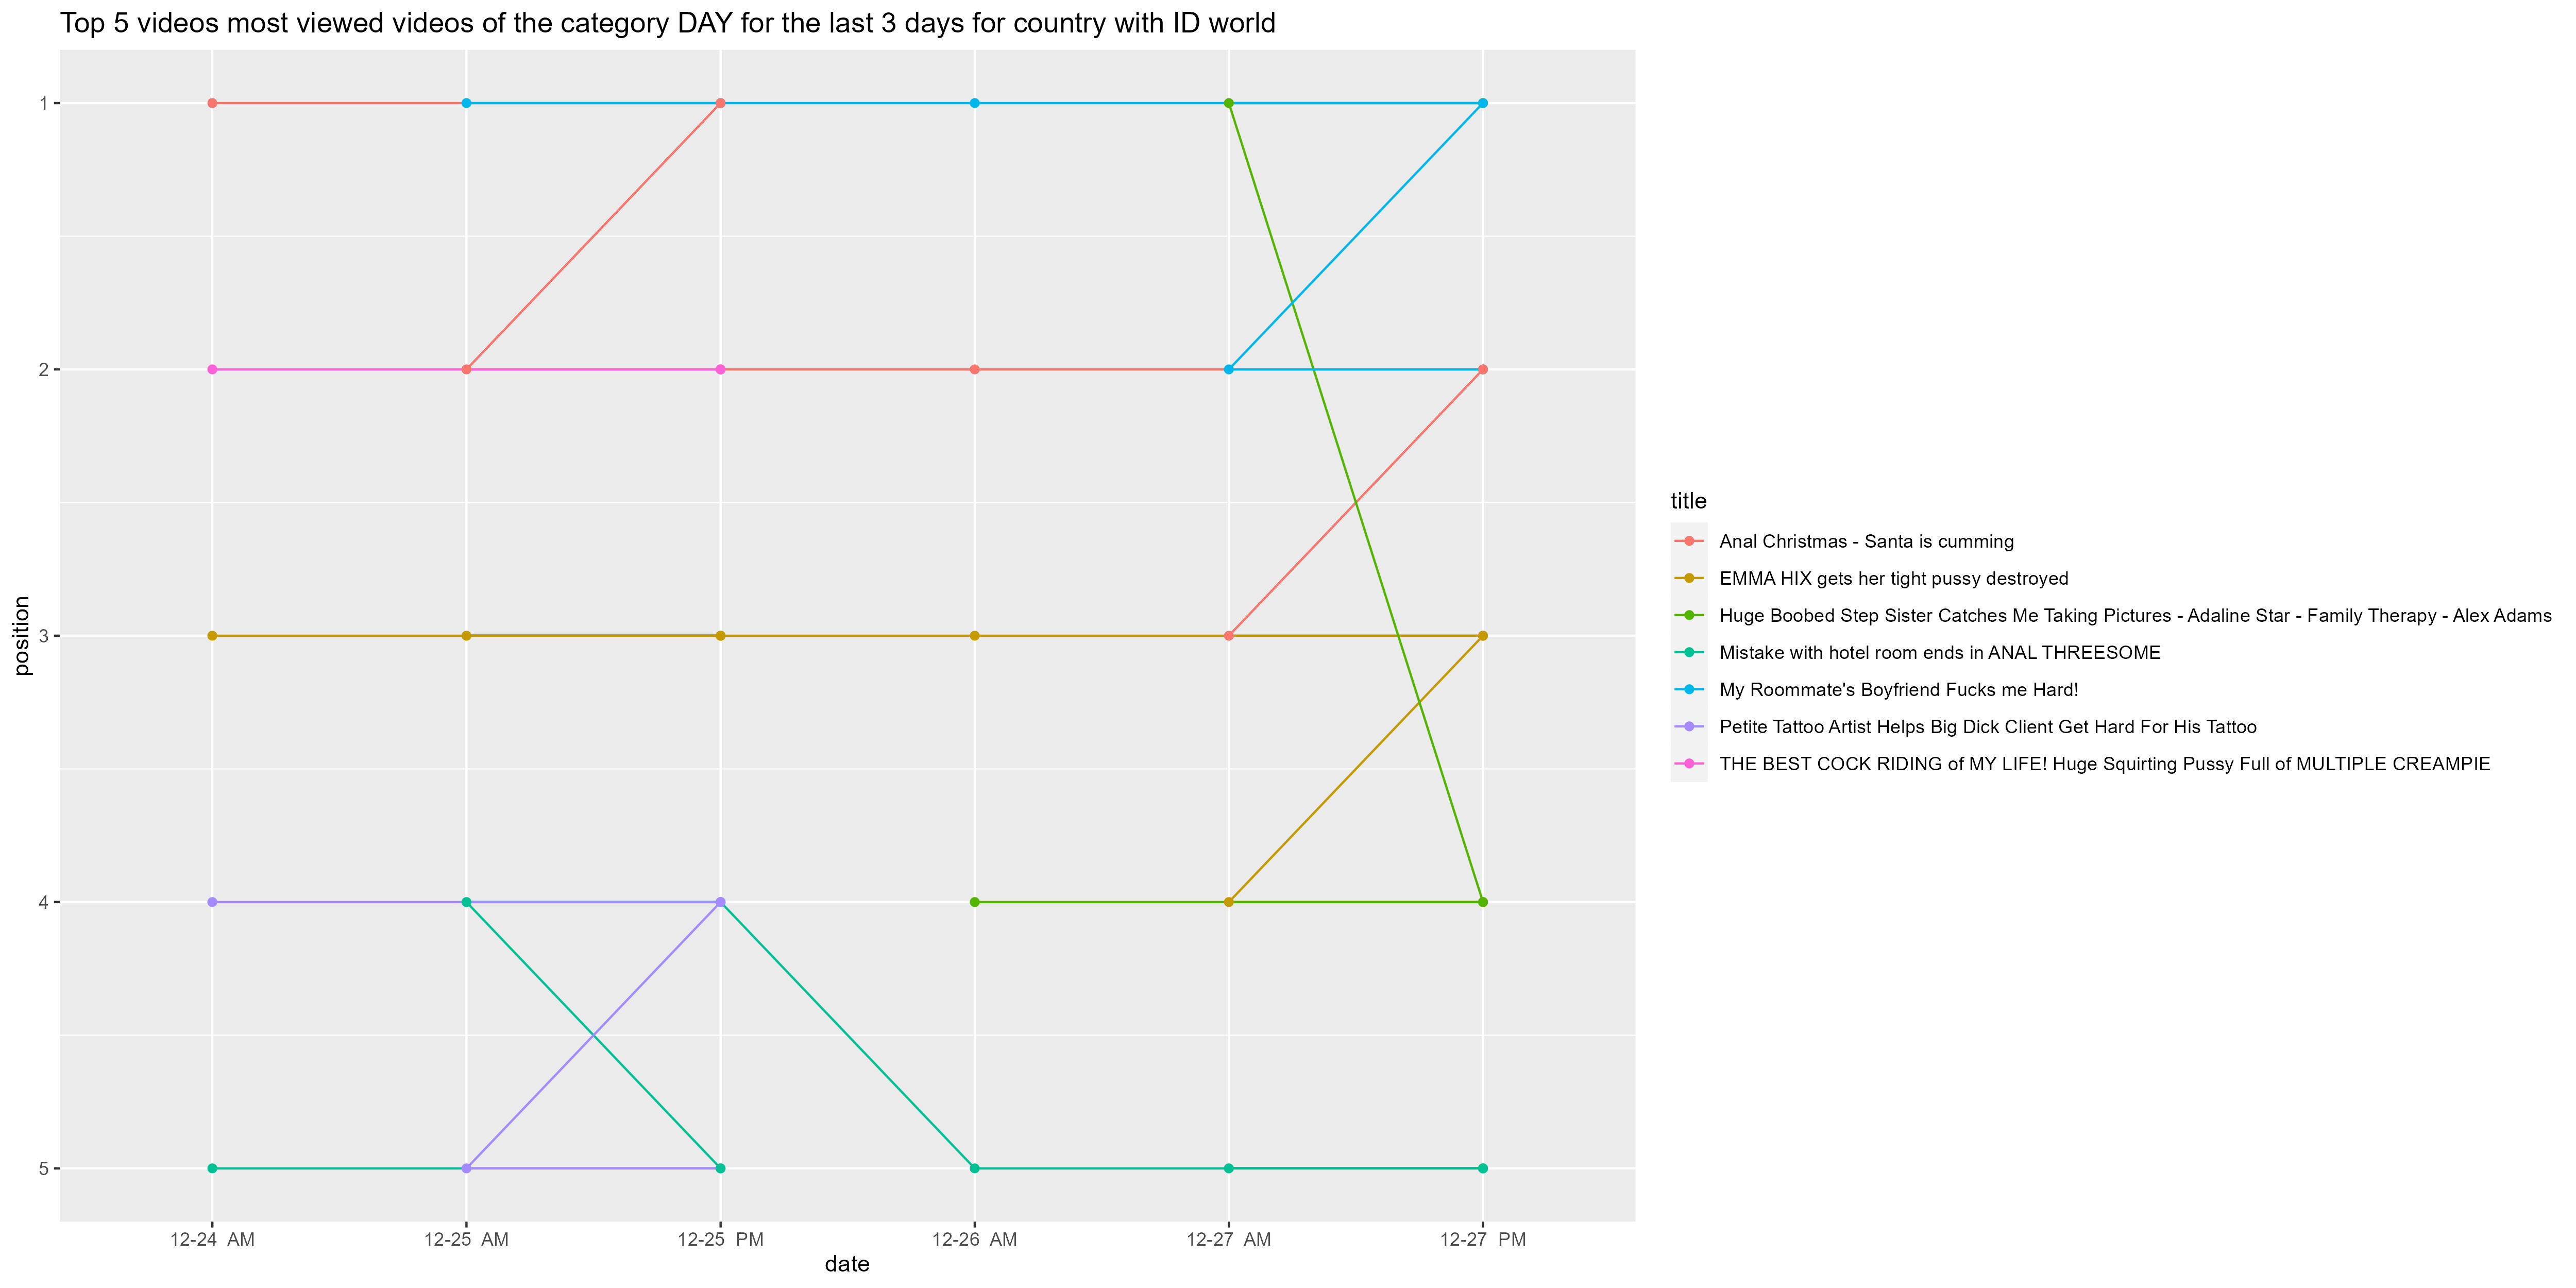 Top 5 videos most viewed videos of the category DAY for the last 3 days for country with ID world
1
2
3
4
5
position
12-24 AM
12-25 AM
12-25 PM
12-26 AM
12-27 AM
12-27 PM
date
title
Anal Christmas - Santa is cumming
EMMA HIX gets her tight pussy destroyed
Huge Boobed Step Sister Catches Me Taking Pictures - Adaline Star - Family Therapy - Alex Adams
Mistake with hotel room ends in ANAL THREESOME
My Roommate's Boyfriend Fucks me Hard!
Petite Tattoo Artist Helps Big Dick Client Get Hard For His Tattoo
THE BEST COCK RIDING of MY LIFE! Huge Squirting Pussy Full of MULTIPLE CREAMPIE